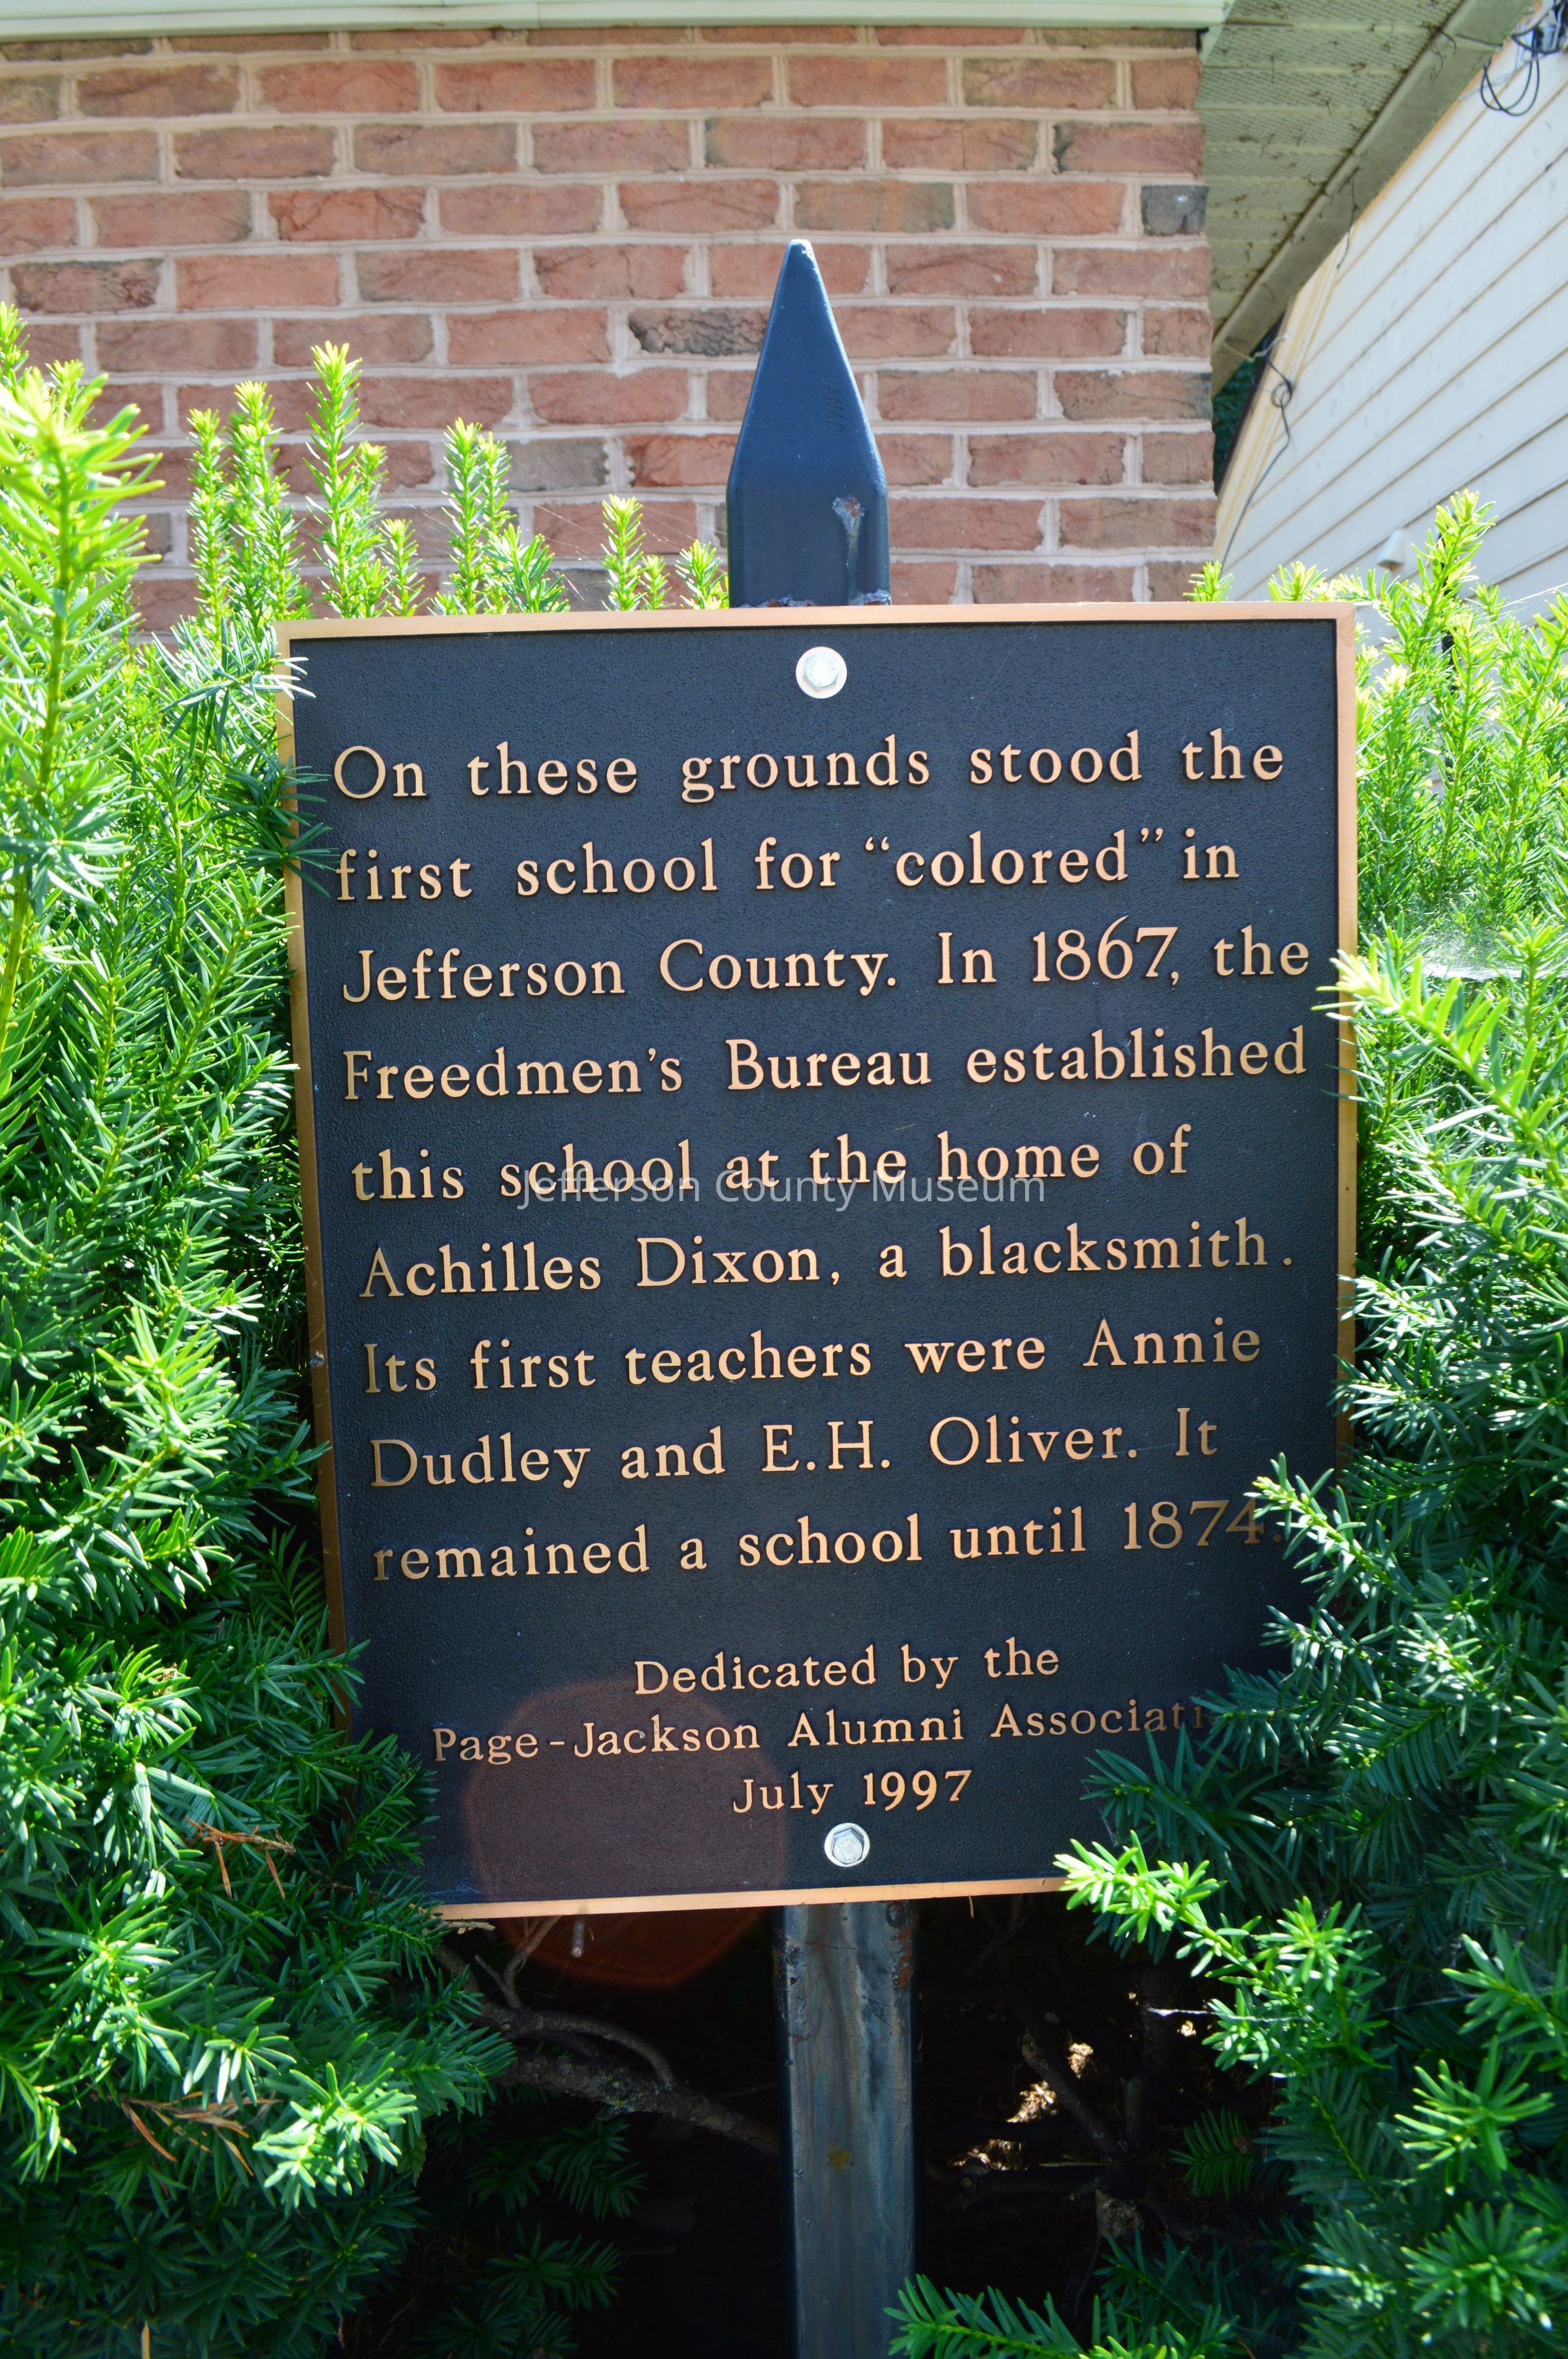 On these grounds stood the
first school for “colored” in
Jefferson County. In 1867, the
Freedmen's Bureau established
this school at the home of
Jefferson County Museum
Achilles Dixon, a blacksmith.
Its first teachers were Annie
Dudley and E.H. Oliver. It
remained a school until 1874.
Dedicated by the
Page-Jackson Alumni
July 1997